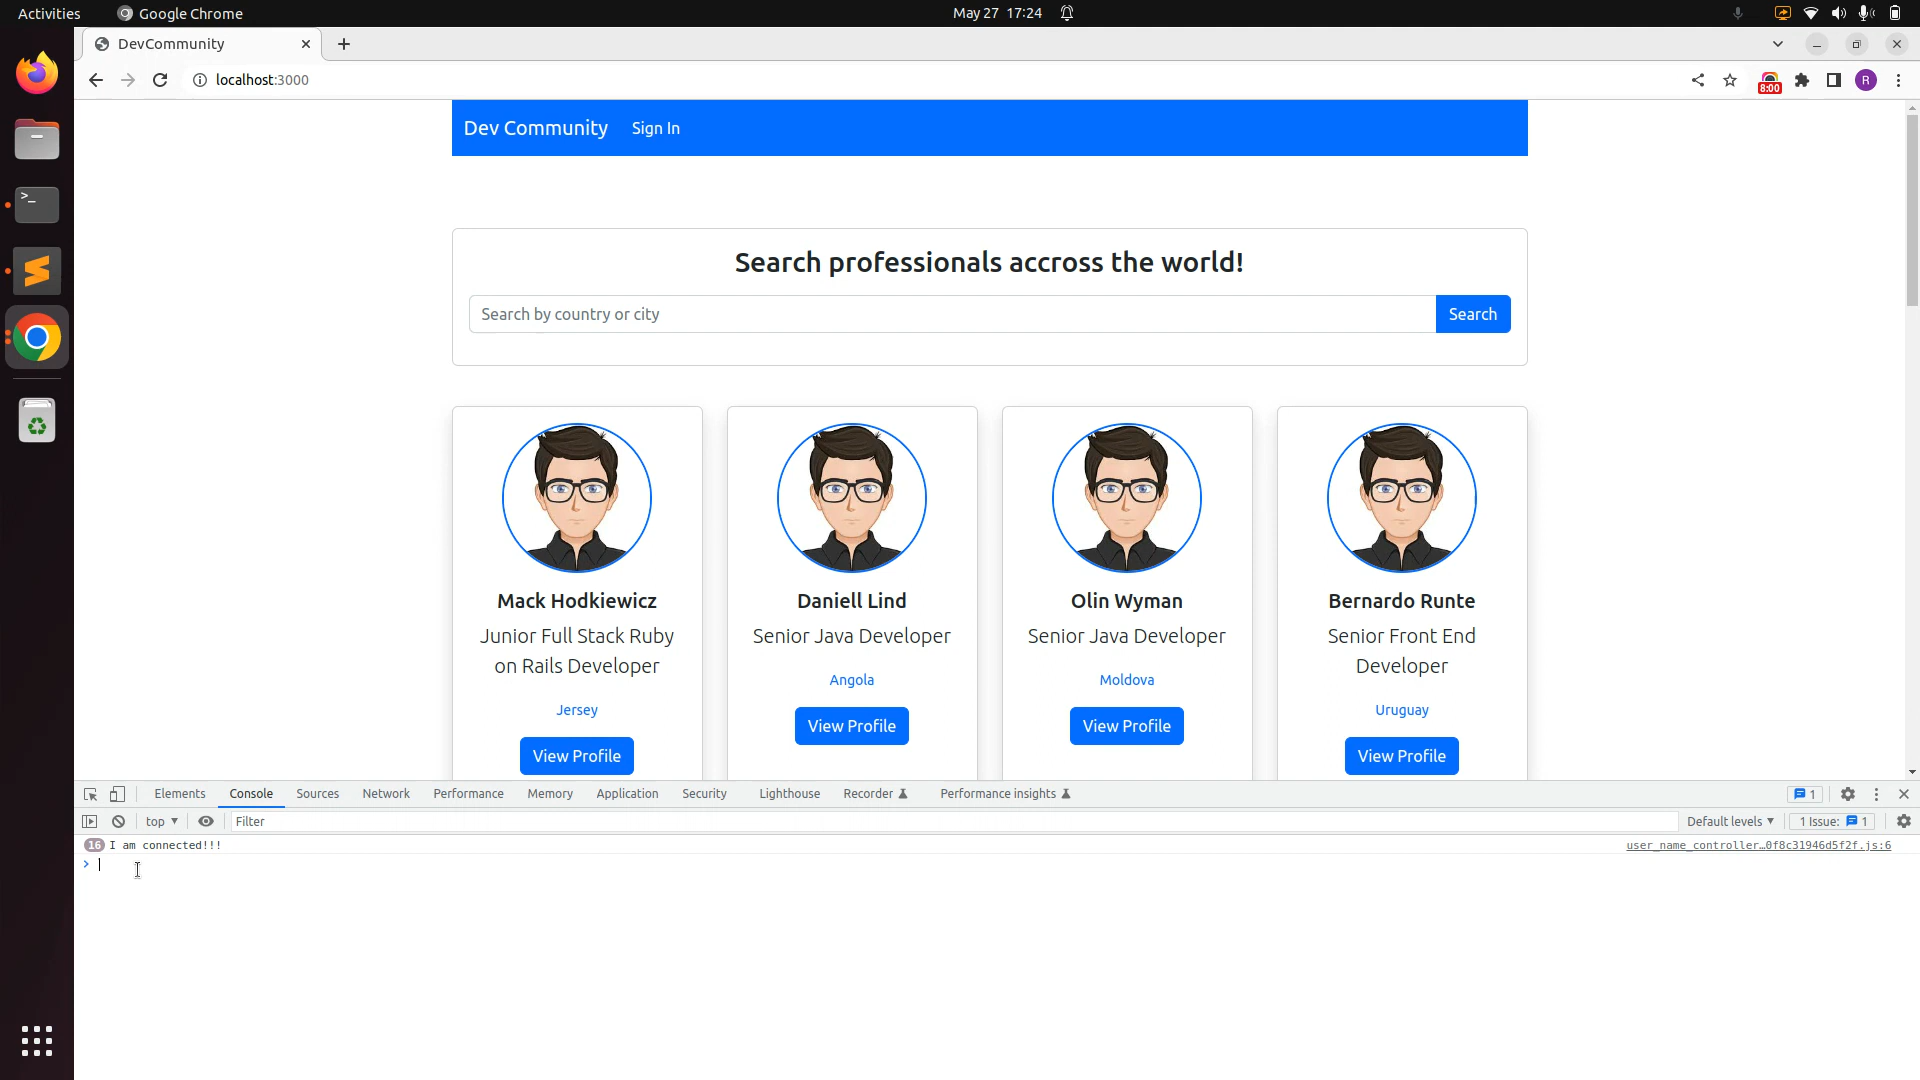 Activities
Google Chrome
May 27 17:24
DevCommunity
localhost:3000
8:00
R
Dev Community
Sign In
Search professionals accross the world!
Search by country or city
Search
Mack Hodkiewicz
Junior Full Stack Ruby
on Rails Developer
Jersey
View Profile
Daniell Lind
Senior Java Developer
Angola
View Profile
Olin Wyman
Senior Java Developer
Moldova
View Profile
Bernardo Runte
Senior Front End
Developer
Uruguay
View Profile
Elements
Console
Sources
Network
Performance
Memory
Application
Security
Lighthouse
Recorder
Performance insights
1
top
Filter
Default levels
1 Issue: 1
16 I am connected!!!
user_name_controller…0f8c31946d5f2f.js:6
>